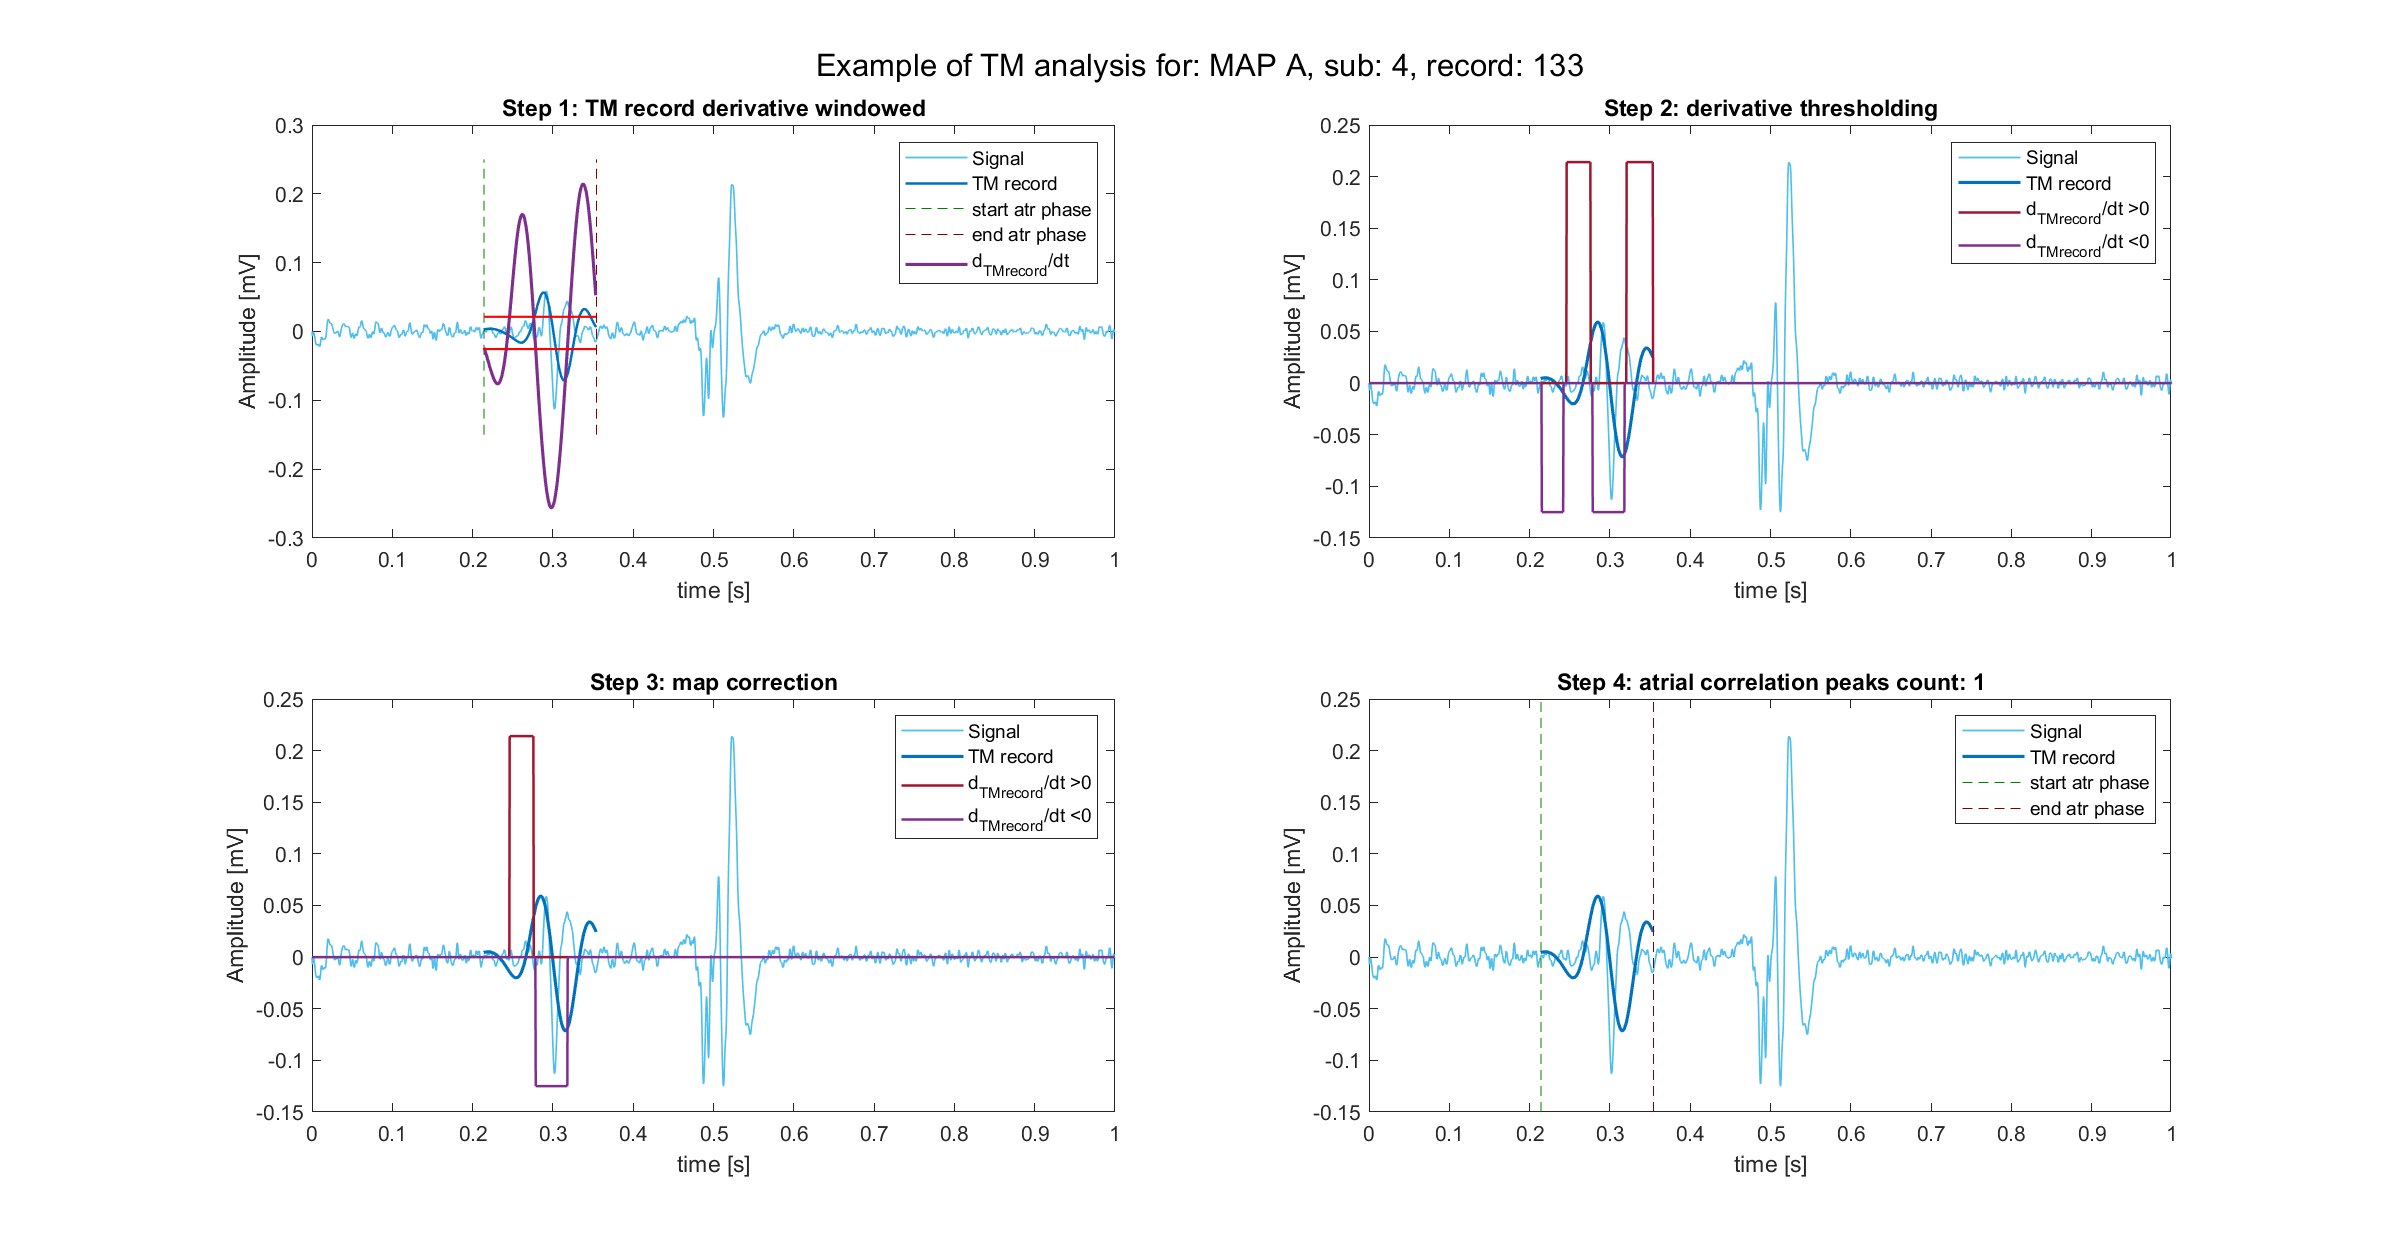 Example of TM analysis for: MAP A, sub: 4, record: 133
Step 1: TM record derivative windowed
0.3
0.2
0.1
0
-0.1
-0.2
-0.3
Amplitude [mV]
0 0.1 0.2 0.3 0.4 0.5 0.6 0.7 0.8 0.9 1
time [s]
Signal
TM record
start atr phase
end atr phase
dTMrecord/dt
Step 2: derivative thresholding
0.25
0.2
0.15
0.1
0.05
0
-0.05
-0.1
-0.15
Amplitude [mV]
0 0.1 0.2 0.3 0.4 0.5 0.6 0.7 0.8 0.9 1
time [s]
Signal
TM record
dTMrecord/dt >0
dTMrecord/dt <0
Step 3: map correction
0.25
0.2
0.15
0.1
0.05
0
-0.05
-0.1
-0.15
Amplitude [mV]
0 0.1 0.2 0.3 0.4 0.5 0.6 0.7 0.8 0.9 1
time [s]
Signal
TM record
dTMrecord/dt >0
dTMrecord/dt <0
Step 4: atrial correlation peaks count: 1
0.25
0.2
0.15
0.1
0.05
0
-0.05
-0.1
-0.15
Amplitude [mV]
0 0.1 0.2 0.3 0.4 0.5 0.6 0.7 0.8 0.9 1
time [s]
Signal
TM record
start atr phase
end atr phase